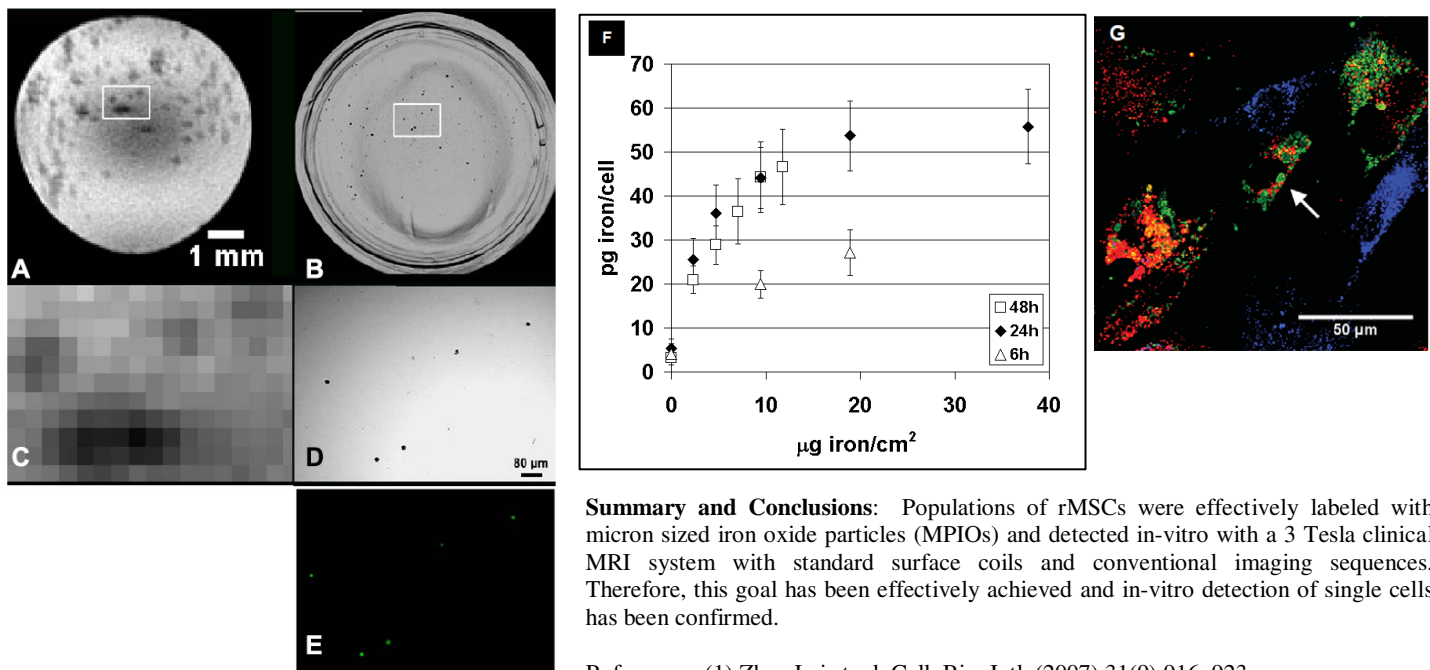 A
1 mm
B
C
D
80 µm
E
F
70
60
50
40
30
20
10
0
pg iron/cell
0 10 20 30 40
µg iron/cm²
48h
24h
6h
G
50 µm
Summary and Conclusions: Populations of rMSCs were effectively labeled with
micron sized iron oxide particles (MPIOs) and detected in-vitro with a 3 Tesla clinical
MRI system with standard surface coils and conventional imaging sequences.
Therefore, this goal has been effectively achieved and in-vitro detection of single cells
has been confirmed.